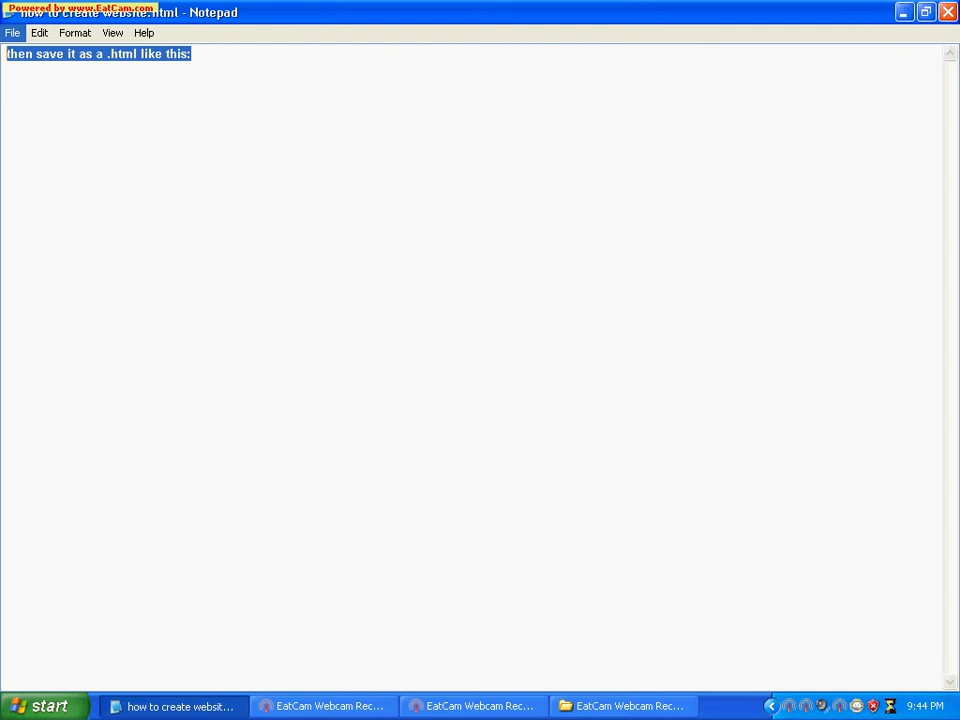 Powered by www.EatCam.com
how to create website.html - Notepad
File Edit Format View Help
then save it as a .html like this:
start
how to create websit...
EatCam Webcam Rec...
EatCam Webcam Rec...
EatCam Webcam Rec...
9:44 PM